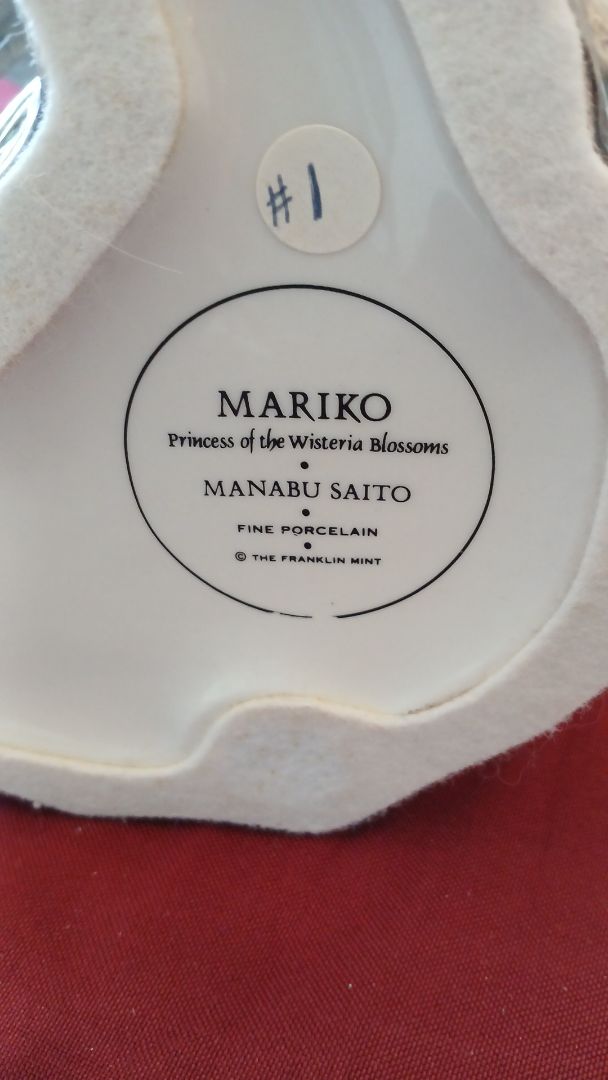 #1
MARIKO
Princess of the Wisteria Blossoms
•
MANABU SAITO
•
FINE PORCELAIN
•
© THE FRANKLIN MINT